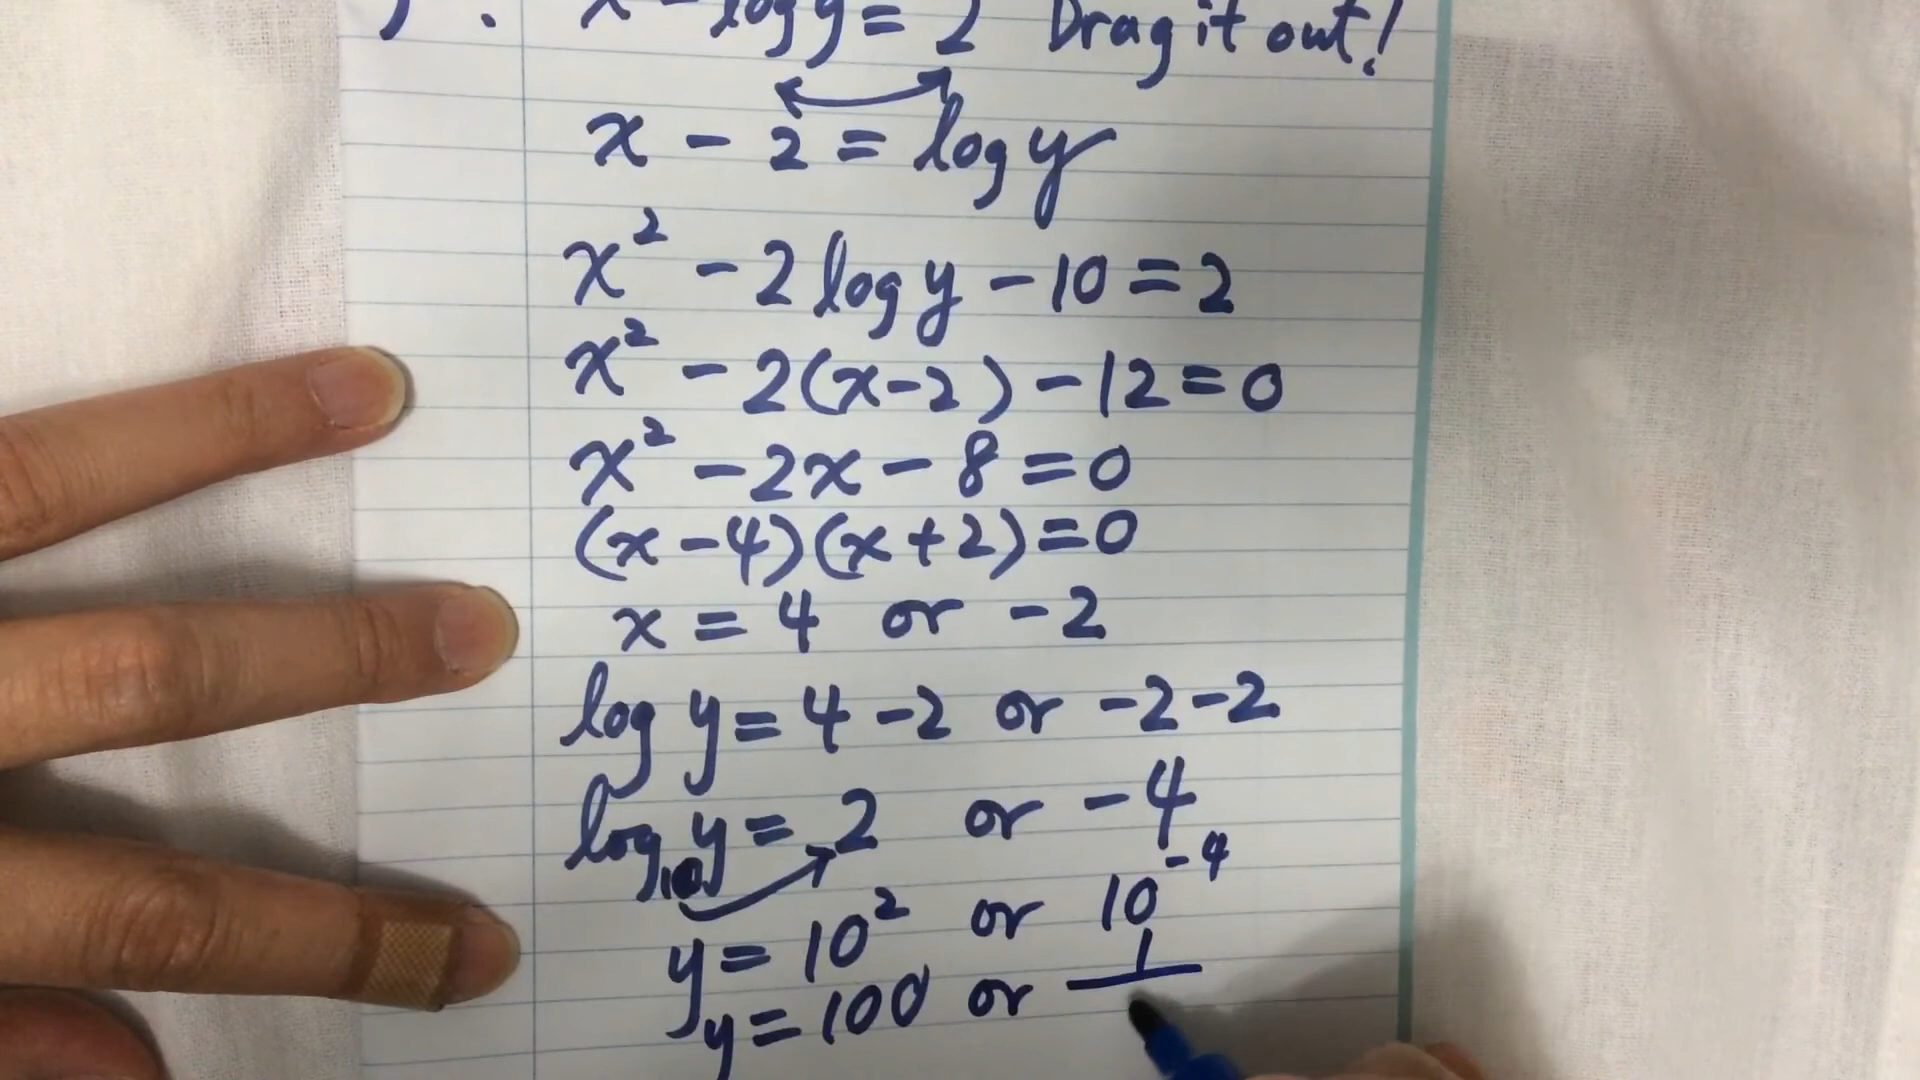 x - log y = 2 Drag it out!
x - 2 = log y
x² - 2 log y - 10 = 2
x² - 2(x-2) - 12 = 0
x² - 2x - 8 = 0
(x-4)(x+2) = 0
x = 4 or -2
log y = 4 - 2 or -2-2
log₁₀ y = 2 or -4
y = 10² or 10⁻⁴
y = 100 or 1/